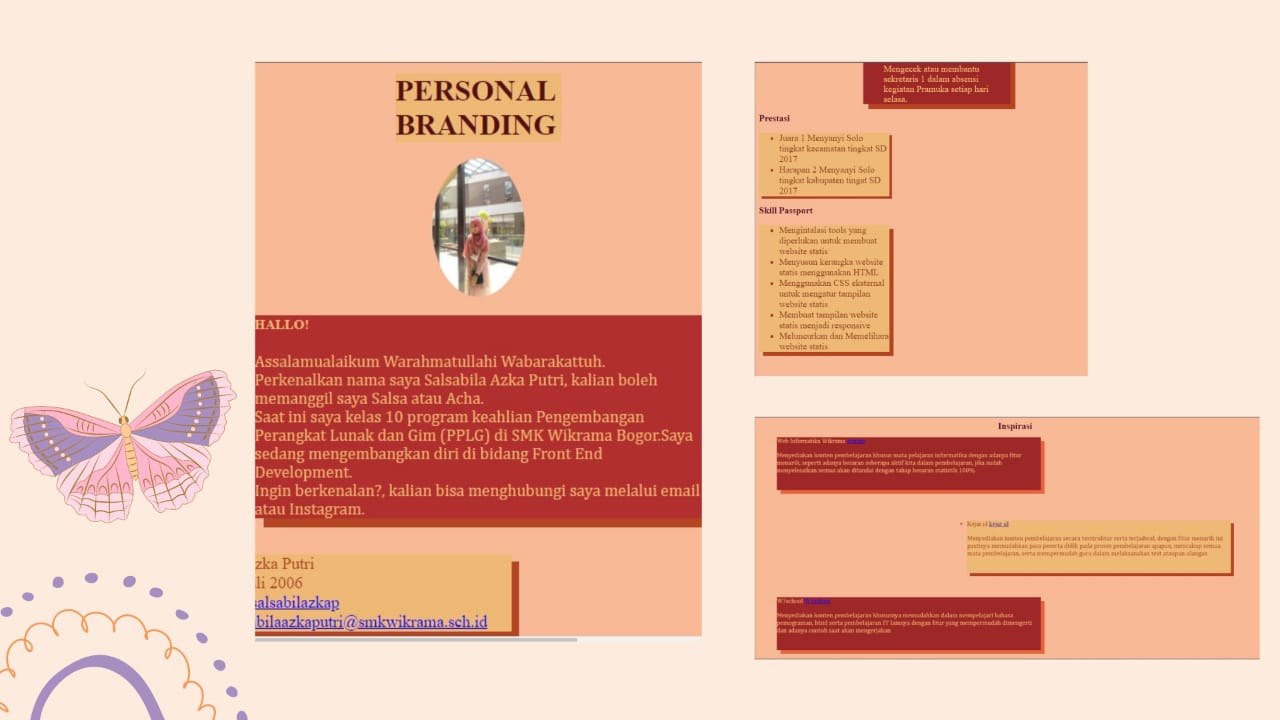 PERSONAL
BRANDING
HALLO!
Assalamualaikum Warahmatullahi Wabarakattuh.
Perkenalkan nama saya Salsabila Azka Putri, kalian boleh
memanggil saya Salsa atau Acha.
Saat ini saya kelas 10 program keahlian Pengembangan
Perangkat Lunak dan Gim (PPLG) di SMK Wikrama Bogor.Saya
sedang mengembangkan diri di bidang Front End
Development.
Ingin berkenalan?, kalian bisa menghubungi saya melalui email
atau Instagram.
zka Putri
li 2006
salsabilazkap
bilaazkaputri@smkwikrama.sch.id
Mengecek atau membantu
sekretaris 1 dalam absensi
kegiatan Pramuka setiap hari
selasa.
Prestasi
Juara 1 Menyanyi Solo
tingkat kecamatan tingkat SD
2017
Harapan 2 Menyanyi Solo
tingkat kabupaten tingat SD
2017
Skill Passport
Mengintalasi tools yang
diperlukan untuk membuat
website statis
Menyusun kerangka website
statis menggunakan HTML
Menggunakan CSS eksternal
untuk mengatur tampilan
website statis
Membuat tampilan website
statis menjadi responsive
Meluncurkan dan Memelihara
website statis
Inspirasi
Web Informatika Wikrama
Menyediakan konten pembelajaran khusus mata pelajaran informatika dengan adanya fitur
menarik, seperti adanya besaran seberapa aktif kita dalam pembelajaran, jika sudah
menyelesaikan semua akan ditandai dengan tahap besaran statistik 100%
Kejar id kejar id
Menyediakan konten pembelajaran secara terstruktur serta terjadwal, dengan fitur menarik ini
pastinya memudahkan para peserta didik pada proses pembelajaran apapun, mencakup semua
mata pembelajaran, serta mempermudah guru dalam melaksanakan test ataupun ulangan
W3school
Menyediakan konten pembelajaran khususnya memudahkan dalam mempelajari bahasa
pemograman, html serta pembelajaran IT lainnya dengan fitur yang mempermudah dimengerti
dan adanya contoh saat akan mengerjakan